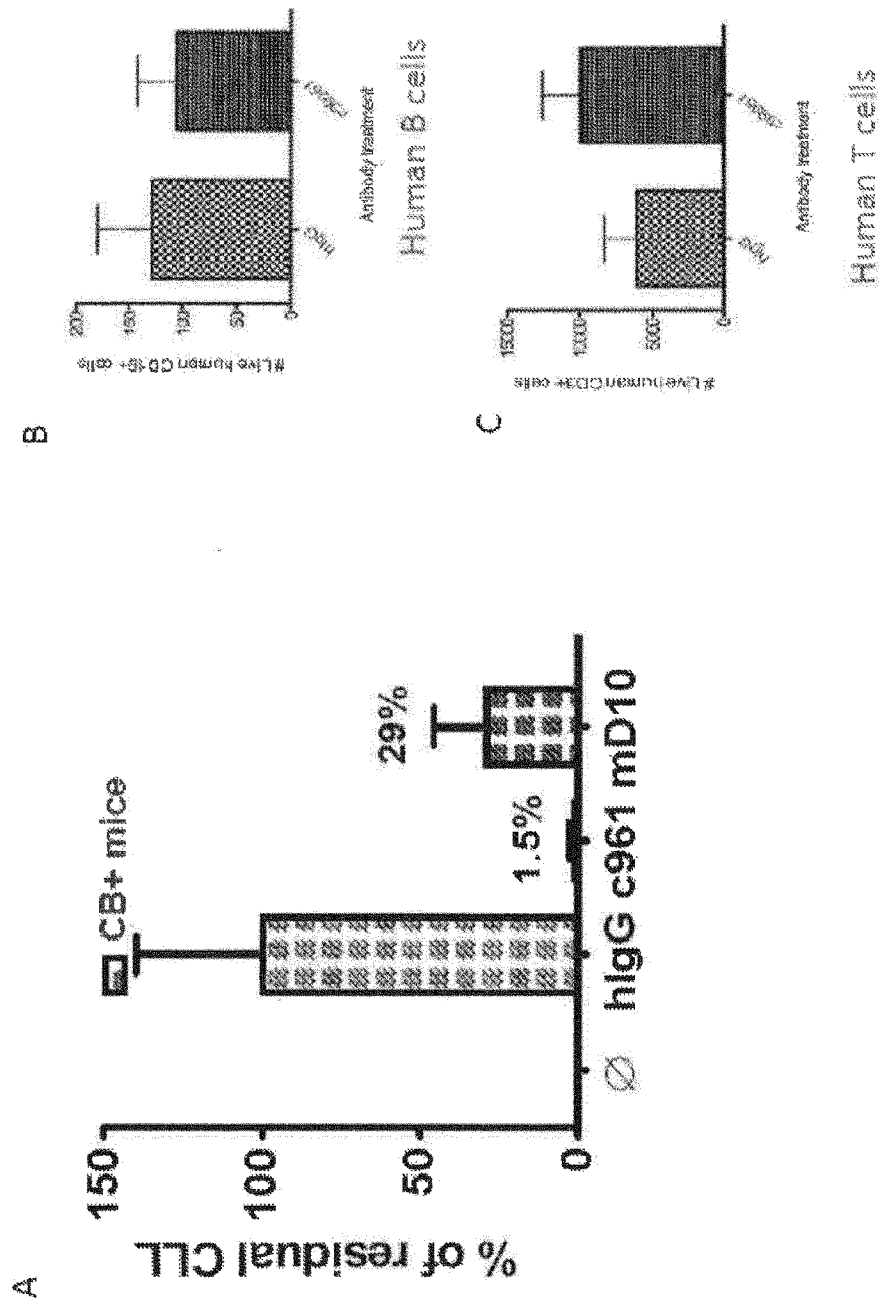 A
% of residual CLL
150
100
50
0
CB+ mice
1.5%
29%
Ø
hIgG c961 mD10
B
# Live human CD19+ cells
200
150
100
50
0
hIgG
Antibody treatment
Human B cells
C
# Live human CD3+ cells
15000
10000
5000
0
hIgG
Antibody treatment
Human T cells